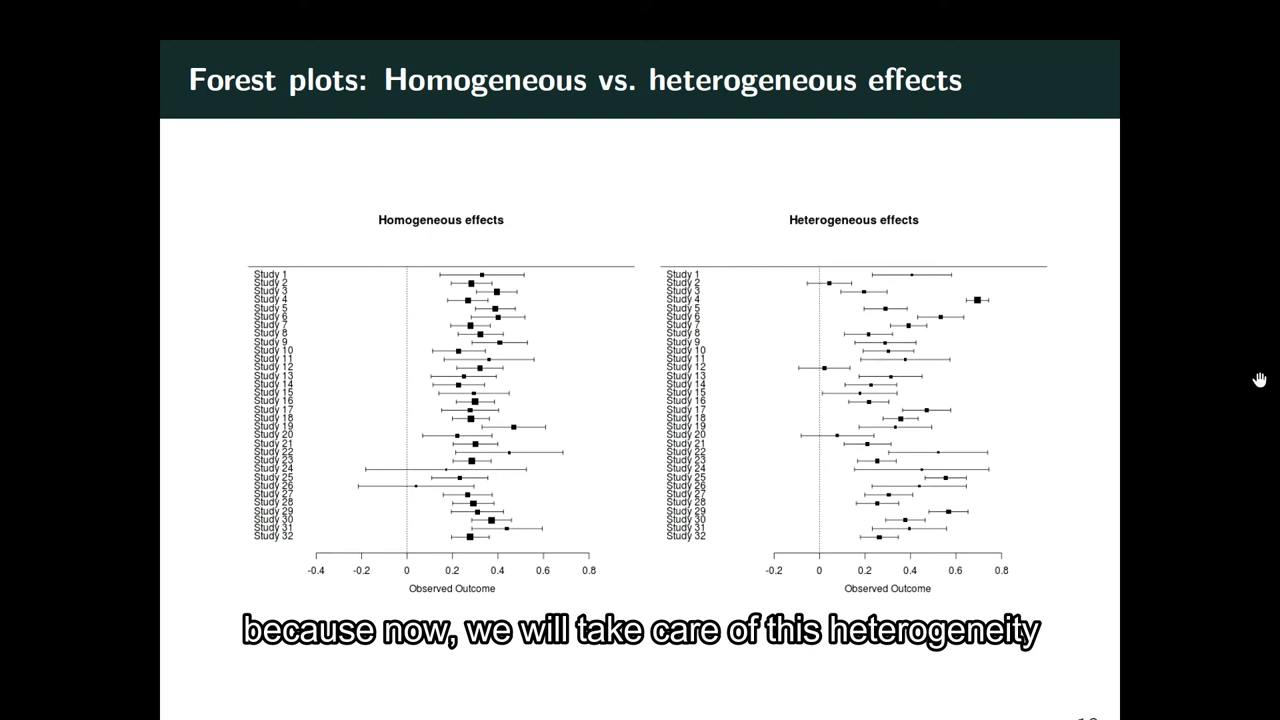 Forest plots: Homogeneous vs. heterogeneous effects
Homogeneous effects
Study 1
Study 2
Study 3
Study 4
Study 5
Study 6
Study 7
Study 8
Study 9
Study 10
Study 11
Study 12
Study 13
Study 14
Study 15
Study 16
Study 17
Study 18
Study 19
Study 20
Study 21
Study 22
Study 23
Study 24
Study 25
Study 26
Study 27
Study 28
Study 29
Study 30
Study 31
Study 32
-0.4 -0.2 0 0.2 0.4 0.6 0.8
Observed Outcome
Heterogeneous effects
Study 1
Study 2
Study 3
Study 4
Study 5
Study 6
Study 7
Study 8
Study 9
Study 10
Study 11
Study 12
Study 13
Study 14
Study 15
Study 16
Study 17
Study 18
Study 19
Study 20
Study 21
Study 22
Study 23
Study 24
Study 25
Study 26
Study 27
Study 28
Study 29
Study 30
Study 31
Study 32
-0.2 0 0.2 0.4 0.6 0.8
Observed Outcome
because now, we will take care of this heterogeneity